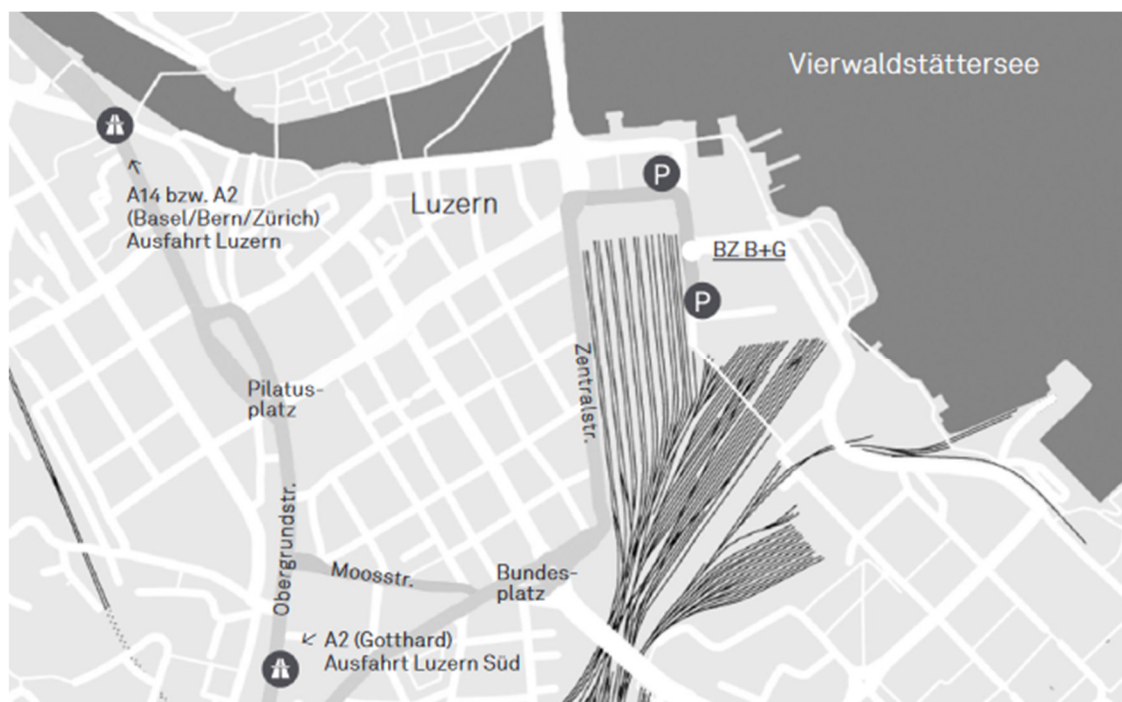 Vierwaldstättersee
A14 bzw. A2
(Basel/Bern/Zürich)
Ausfahrt Luzern
Luzern
P
BZ B+G
P
Zentralstr.
Pilatus-
platz
Obergrundstr.
Moosstr.
Bundes-
platz
A2 (Gotthard)
Ausfahrt Luzern Süd